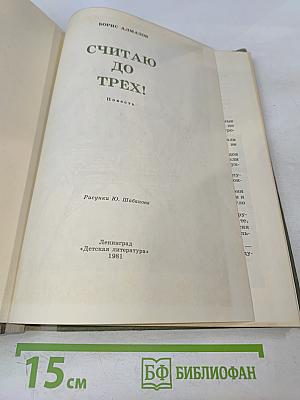 БОРИС АЛМАЗОВ
СЧИТАЮ
ДО
ТРЕХ!
Повесть
Рисунки Ю. Шабанова
Ленинград
«Детская литература»
1981
15 см
БФ БИБЛИОФАН